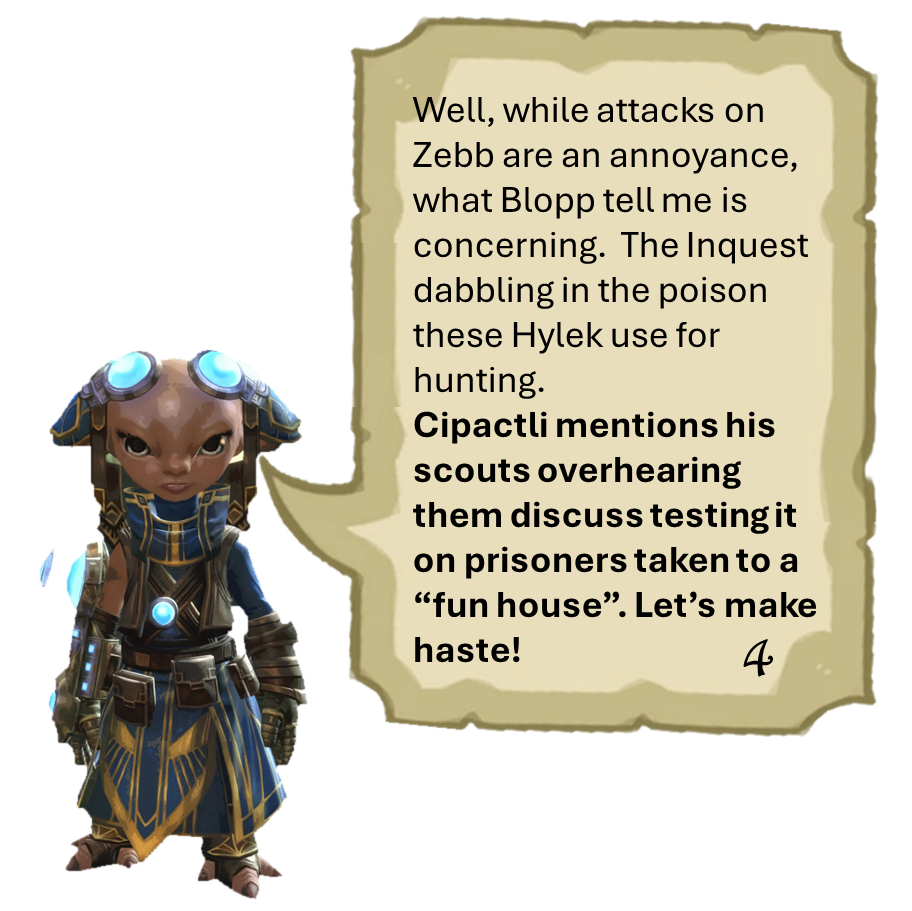 Well, while attacks on
Zebb are an annoyance,
what Blopp tell me is
concerning.  The Inquest
dabbling in the poison
these Hylek use for
hunting.
Cipactli mentions his
scouts overhearing
them discuss testing it
on prisoners taken to a
“fun house”. Let’s make
haste!
4